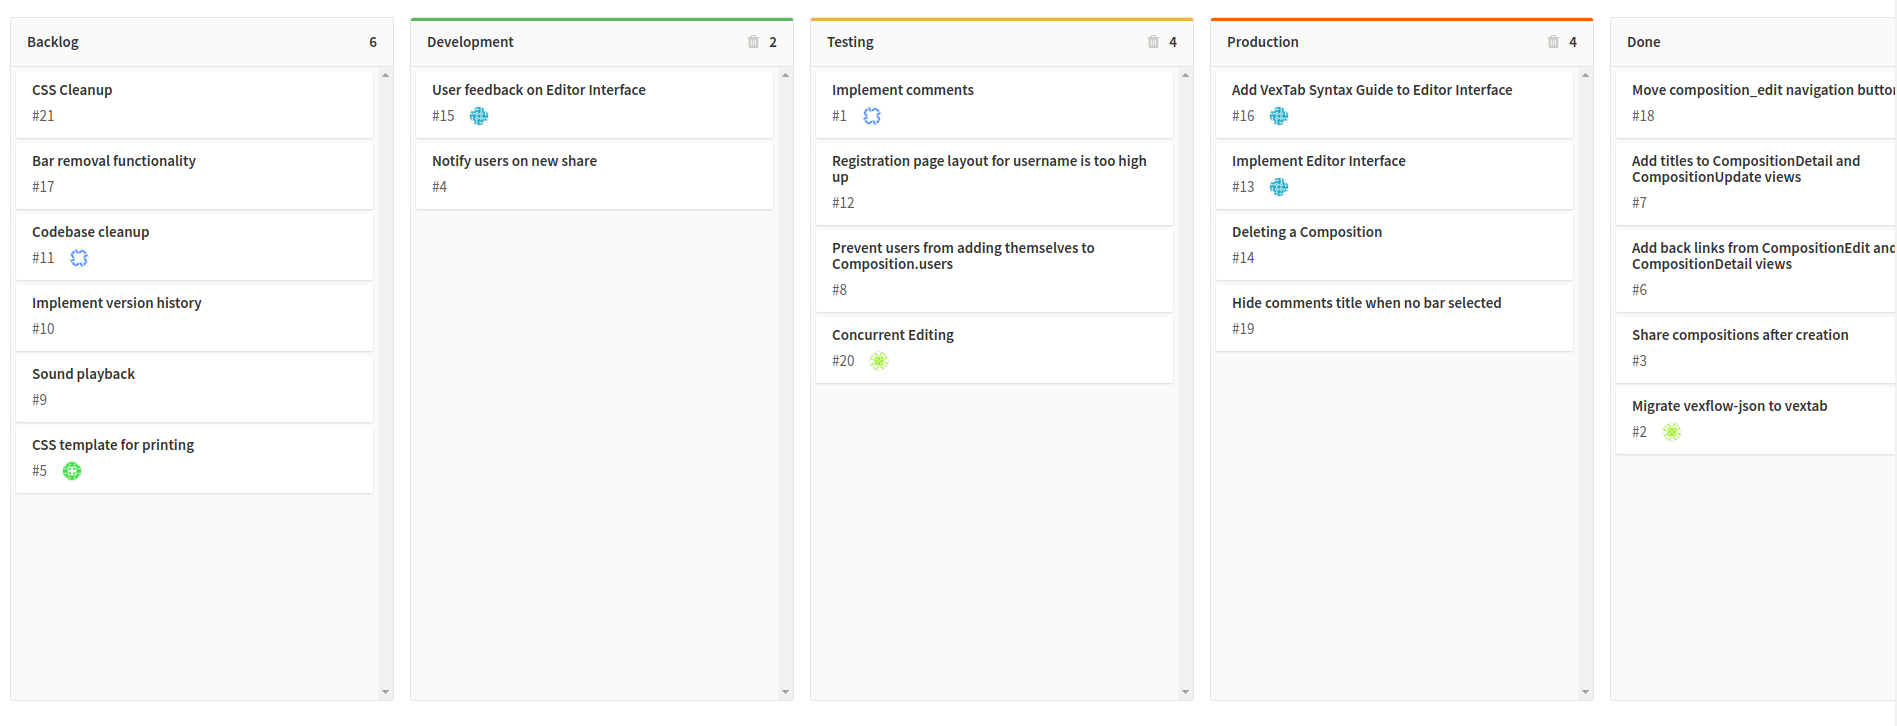 Backlog 6
CSS Cleanup
#21
Bar removal functionality
#17
Codebase cleanup
#11
Implement version history
#10
Sound playback
#9
CSS template for printing
#5
Development 2
User feedback on Editor Interface
#15
Notify users on new share
#4
Testing 4
Implement comments
#1
Registration page layout for username is too high
up
#12
Prevent users from adding themselves to
Composition.users
#8
Concurrent Editing
#20
Production 4
Add VexTab Syntax Guide to Editor Interface
#16
Implement Editor Interface
#13
Deleting a Composition
#14
Hide comments title when no bar selected
#19
Done
Move composition_edit navigation
#18
Add titles to CompositionDetail and
CompositionUpdate views
#7
Add back links from CompositionEdit and
CompositionDetail views
#6
Share compositions after creation
#3
Migrate vexflow-json to vextab
#2